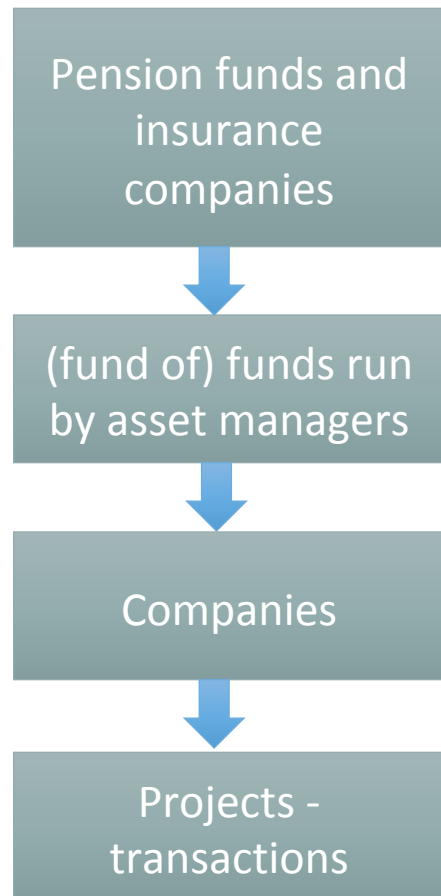 Pension funds and
insurance
companies
(fund of) funds run
by asset managers
Companies
Projects -
transactions